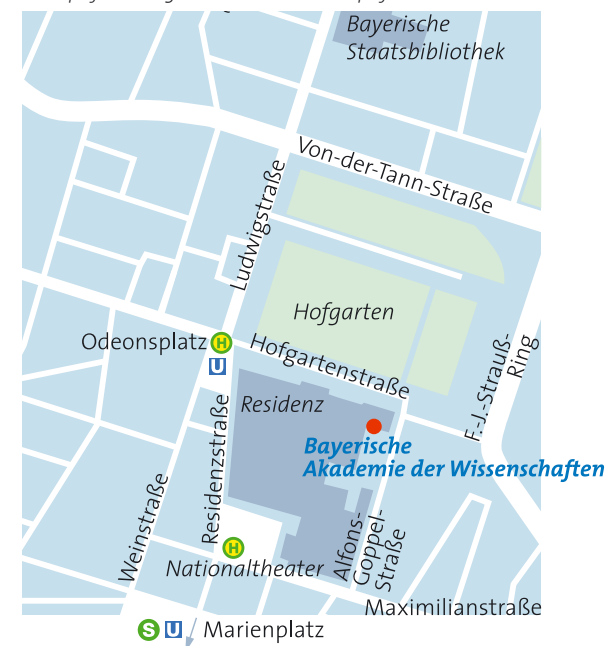 Bayerische
Staatsbibliothek
Von-der-Tann-Straße
Ludwigstraße
Hofgarten
Odeonsplatz H
U
Hofgartenstraße
F.-J.-Strauß-
Ring
Residenz
Residenzstraße
Bayerische
Akademie der Wissenschaften
Weinstraße
H
Nationaltheater
Alfons-
Goppel-
Straße
Maximilianstraße
S U Marienplatz